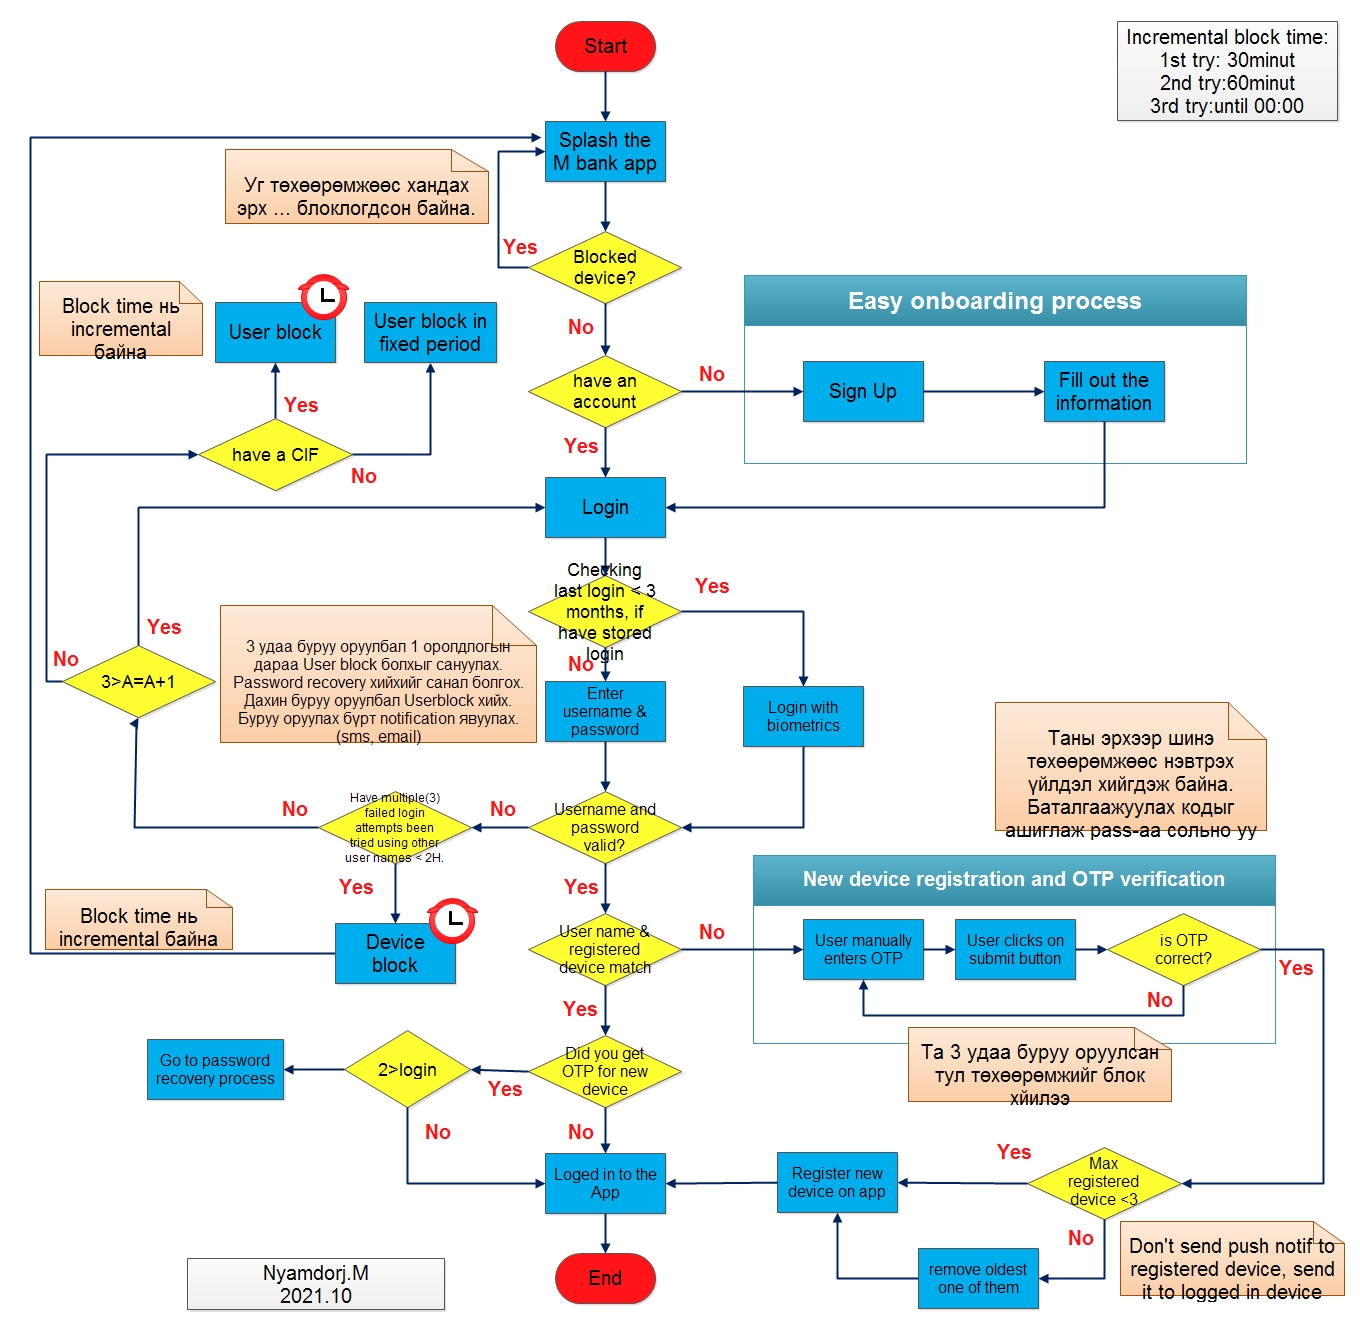 Start
Incremental block time:
1st try: 30minut
2nd try:60minut
3rd try:until 00:00
Splash the
M bank app
Уг төхөөрөмжөөс хандах
эрх ... блоклогдсон байна.
Yes
Blocked
device?
No
Block time нь
incremental
байна
User block
User block in
fixed period
Easy onboarding process
have an
account
No
Sign Up
Fill out the
information
Yes
have a CIF
No
Yes
Login
Checking
last login < 3
months, if
have stored
login
Yes
No
Yes
No
3>A=A+1
3 удаа буруу оруулбал 1 оролдлогын
дараа User block болхыг сануулах.
Password recovery хийхийг санал болгох.
Дахин буруу оруулбал Userblock хийх.
Буруу оруулах бүрт notification явуулах.
(sms, email)
Enter
username &
password
Login with
biometrics
Таны эрхээр шинэ
төхөөрөмжөөс нэвтрэх
үйлдэл хийгдэж байна.
Баталгаажуулах кодыг
ашиглаж pass-аа сольно уу
No
Have multiple(3)
failed login
attempts been
tried using other
user names < 2H.
No
Username and
password
valid?
Yes
Yes
Block time нь
incremental байна
Device
block
User name &
registered
device match
No
New device registration and OTP verification
User manually
enters OTP
User clicks on
submit button
is OTP
correct?
Yes
No
Yes
Та 3 удаа буруу оруулсан
тул төхөөрөмжийг блок
хйилээ
Go to password
recovery process
2>login
Yes
Did you get
OTP for new
device
No
No
Loged in to the
App
Register new
device on app
Yes
Max
registered
device <3
No
remove oldest
one of them
Don't send push notif to
registered device, send
it to logged in device
End
Nyamdorj.M
2021.10